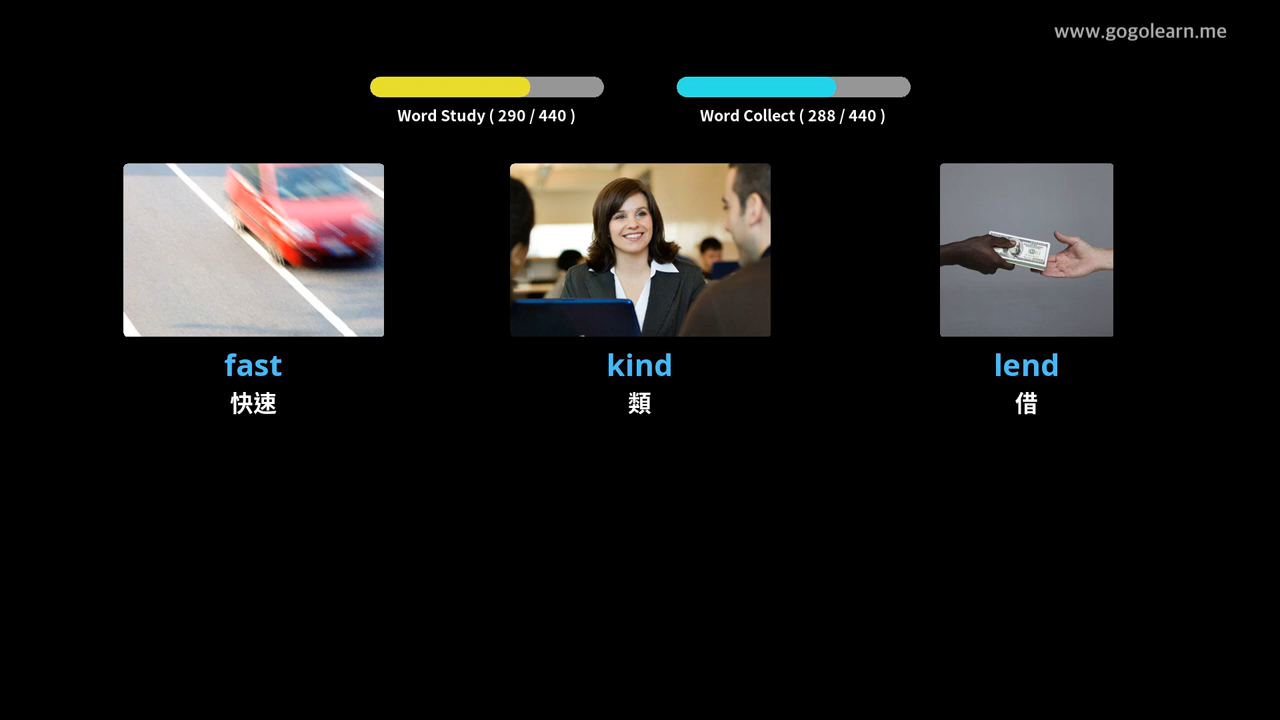 www.gogolearn.me
Word Study ( 290 / 440 )
Word Collect ( 288 / 440 )
fast
快速
kind
類
lend
借